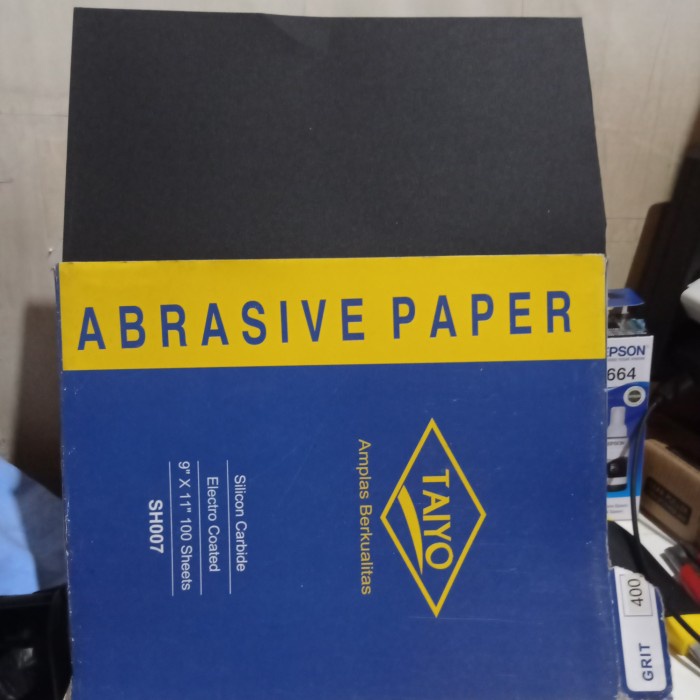 ABRASIVE PAPER
TAIYO
Amplas Berkualitas
Silicon Carbide
Electro Coated
9" X 11" 100 Sheets
SH007
EPSON
664
GRIT 400